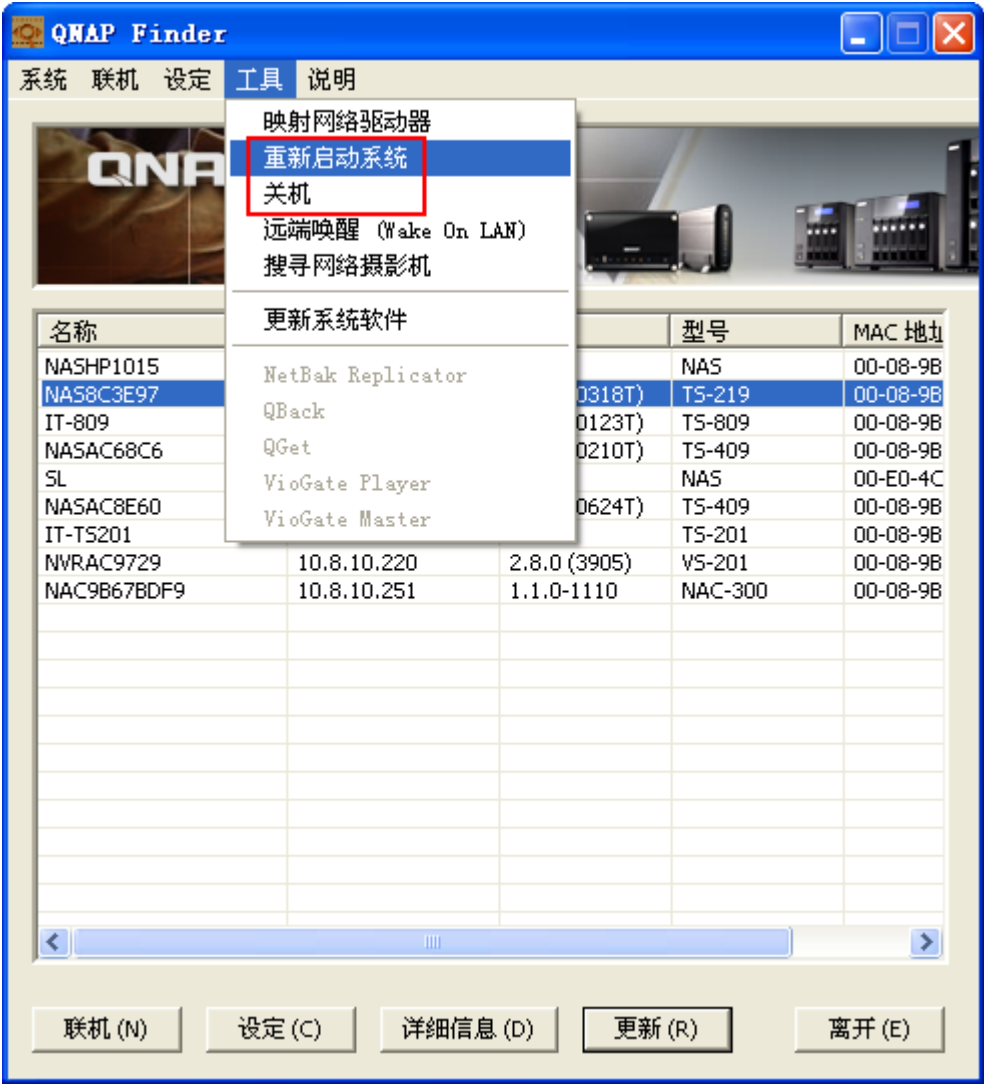 QNAP Finder
系统 联机 设定 工具 说明
映射网络驱动器
重新启动系统
关机
远端唤醒 (Wake On LAN)
搜寻网络摄影机
更新系统软件
NetBak Replicator
QBack
QGet
VioGate Player
VioGate Master
QNA
名称 型号 MAC 地址
NASHP1015 NAS 00-08-9B
NAS8C3E97 0318T) TS-219 00-08-9B
IT-809 0123T) TS-809 00-08-9B
NASAC68C6 0210T) TS-409 00-08-9B
SL NAS 00-E0-4C
NASAC8E60 0624T) TS-409 00-08-9B
IT-TS201 TS-201 00-08-9B
NVRAC9729 10.8.10.220 2.8.0 (3905) VS-201 00-08-9B
NAC9B67BDF9 10.8.10.251 1.1.0-1110 NAC-300 00-08-9B
联机 (N) 设定 (C) 详细信息 (D) 更新 (R) 离开 (E)